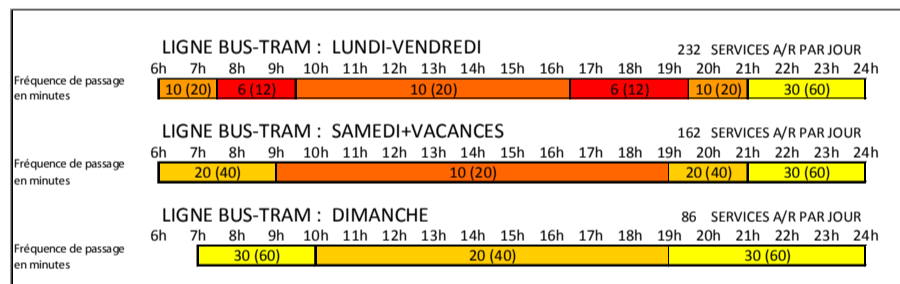 LIGNE BUS-TRAM : LUNDI-VENDREDI 232 SERVICES A/R PAR JOUR
6h 7h 8h 9h 10h 11h 12h 13h 14h 15h 16h 17h 18h 19h 20h 21h 22h 23h 24h
Fréquence de passage
en minutes
10 (20) 6 (12) 10 (20) 6 (12) 10 (20) 30 (60)
LIGNE BUS-TRAM : SAMEDI+VACANCES 162 SERVICES A/R PAR JOUR
6h 7h 8h 9h 10h 11h 12h 13h 14h 15h 16h 17h 18h 19h 20h 21h 22h 23h 24h
Fréquence de passage
en minutes
20 (40) 10 (20) 20 (40) 30 (60)
LIGNE BUS-TRAM : DIMANCHE 86 SERVICES A/R PAR JOUR
6h 7h 8h 9h 10h 11h 12h 13h 14h 15h 16h 17h 18h 19h 20h 21h 22h 23h 24h
Fréquence de passage
en minutes
30 (60) 20 (40) 30 (60)